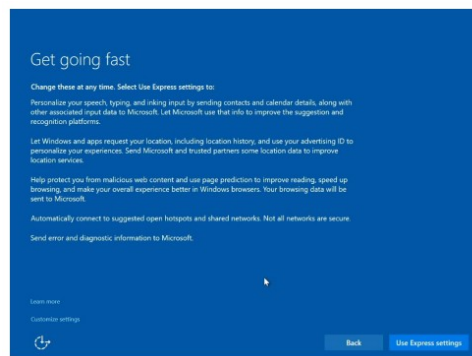 Get going fast
Change these at any time. Select Use Express settings to:
Personalize your speech, typing, and inking input by sending contacts and calendar details, along with
other associated input data to Microsoft. Let Microsoft use that info to improve the suggestion and
recognition platforms.
Let Windows and apps request your location, including location history, and use your advertising ID to
personalize your experiences. Send Microsoft and trusted partners some location data to improve
location services.
Help protect you from malicious web content and use page prediction to improve reading, speed up
browsing, and make your overall experience better in Windows browsers. Your browsing data will be
sent to Microsoft.
Automatically connect to suggested open hotspots and shared networks. Not all networks are secure.
Send error and diagnostic information to Microsoft.
Learn more
Customize settings
Back
Use Express settings